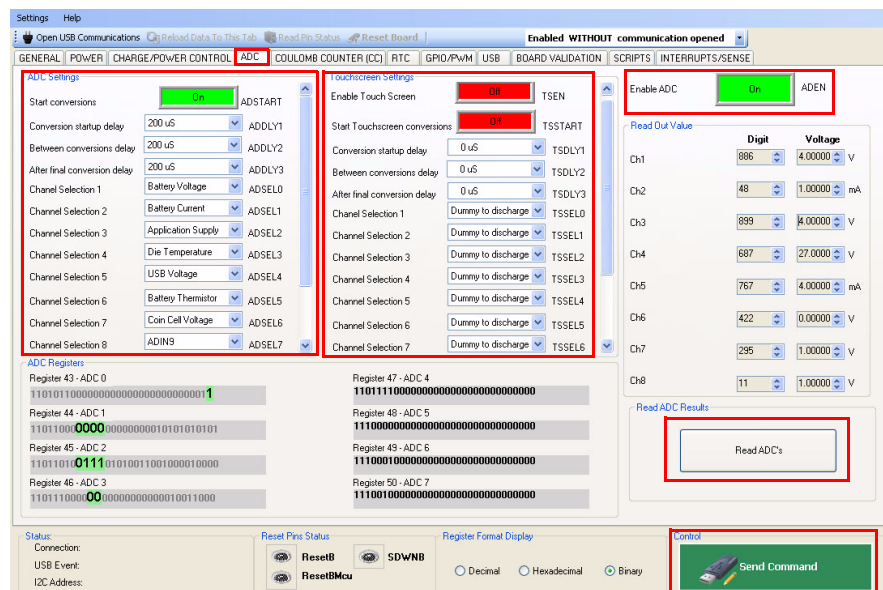 Settings Help
Open USB Communications Reload Data To This Tab Read Pin Status Reset Board Enabled WITHOUT communication opened
GENERAL POWER CHARGE/POWER CONTROL ADC COULOMB COUNTER (CC) RTC GPIO/PWM USB BOARD VALIDATION SCRIPTS INTERRUPTS/SENSE
ADC Settings
Start conversions On ADSTART
Conversion startup delay 200 uS ADDLY1
Between conversions delay 200 uS ADDLY2
After final conversion delay 200 uS ADDLY3
Chanel Selection 1 Battery Voltage ADSEL0
Channel Selection 2 Battery Current ADSEL1
Channel Selection 3 Application Supply ADSEL2
Channel Selection 4 Die Temperature ADSEL3
Channel Selection 5 USB Voltage ADSEL4
Channel Selection 6 Battery Thermistor ADSEL5
Channel Selection 7 Coin Cell Voltage ADSEL6
Channel Selection 8 ADIN9 ADSEL7
Touchscreen Settings
Enable Touch Screen Off TSEN
Start Touchscreen conversions Off TSSTART
Conversion startup delay 0 uS TSDLY1
Between conversions delay 0 uS TSDLY2
After final conversion delay 0 uS TSDLY3
Chanel Selection 1 Dummy to discharge TSSEL0
Channel Selection 2 Dummy to discharge TSSEL1
Channel Selection 3 Dummy to discharge TSSEL2
Channel Selection 4 Dummy to discharge TSSEL3
Channel Selection 5 Dummy to discharge TSSEL4
Channel Selection 6 Dummy to discharge TSSEL5
Channel Selection 7 Dummy to discharge TSSEL6
Enable ADC On ADEN
Read Out Value
Digit Voltage
Ch1 886 4.00000 V
Ch2 48 1.00000 mA
Ch3 899 4.00000 V
Ch4 687 27.0000 V
Ch5 767 4.00000 mA
Ch6 422 0.00000 V
Ch7 295 1.00000 V
Ch8 11 1.00000 V
Read ADC Results
Read ADC's
ADC Registers
Register 43 - ADC 0
Register 44 - ADC 1
Register 45 - ADC 2
Register 46 - ADC 3
Register 47 - ADC 4
Register 48 - ADC 5
Register 49 - ADC 6
Register 50 - ADC 7
Status:
Connection:
USB Event:
I2C Address:
Reset Pins Status
ResetB SDWNB
ResetBMcu
Register Format Display
Decimal Hexadecimal Binary
Control
Send Command